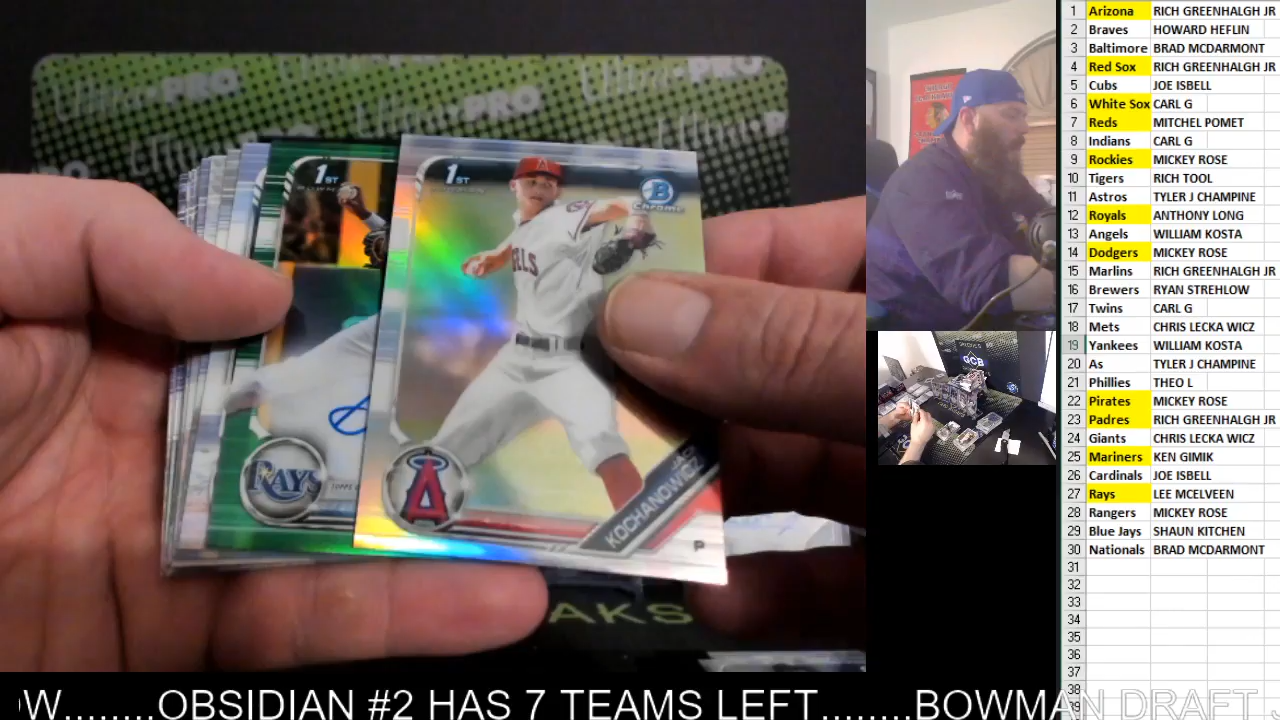 1ST
1ST
B
Chrome
A
ELS
RAYS
TOPPS
A
JACK
KOCHANOWICZ
P
Ultra PRO
PRO
AKS
GCB
1 Arizona RICH GREENHALGH JR
2 Braves HOWARD HEFLIN
3 Baltimore BRAD MCDARMONT
4 Red Sox RICH GREENHALGH JR
5 Cubs JOE ISBELL
6 White Sox CARL G
7 Reds MITCHEL POMET
8 Indians CARL G
9 Rockies MICKEY ROSE
10 Tigers RICH TOOL
11 Astros TYLER J CHAMPINE
12 Royals ANTHONY LONG
13 Angels WILLIAM KOSTA
14 Dodgers MICKEY ROSE
15 Marlins RICH GREENHALGH JR
16 Brewers RYAN STREHLOW
17 Twins CARL G
18 Mets CHRIS LECKA WICZ
19 Yankees WILLIAM KOSTA
20 As TYLER J CHAMPINE
21 Phillies THEO L
22 Pirates MICKEY ROSE
23 Padres RICH GREENHALGH JR
24 Giants CHRIS LECKA WICZ
25 Mariners KEN GIMIK
26 Cardinals JOE ISBELL
27 Rays LEE MCELVEEN
28 Rangers MICKEY ROSE
29 Blue Jays SHAUN KITCHEN
30 Nationals BRAD MCDARMONT
31
32
33
34
35
36
37
38
39
W........OBSIDIAN #2 HAS 7 TEAMS LEFT........BOWMAN DRAFT